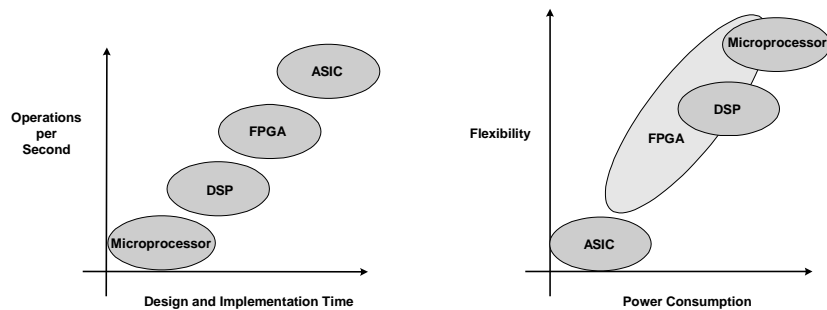 Operations
per
Second
ASIC
FPGA
DSP
Microprocessor
Design and Implementation Time
Flexibility
Microprocessor
DSP
FPGA
ASIC
Power Consumption